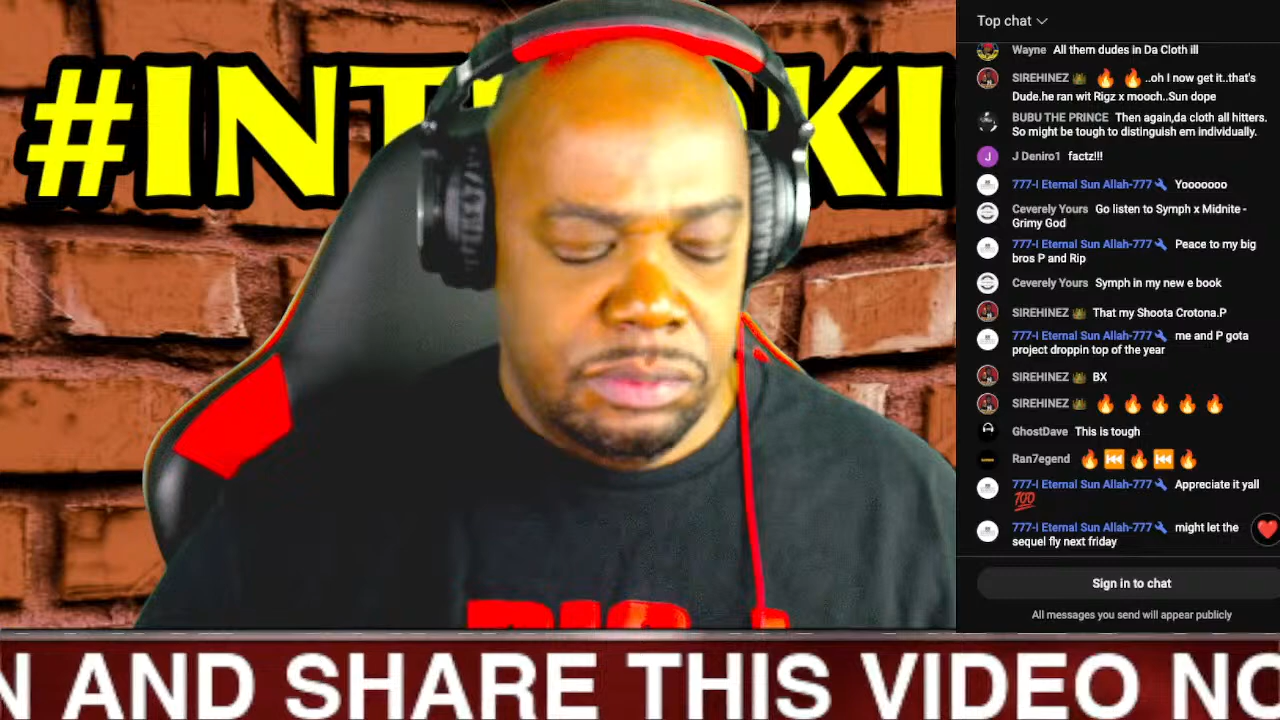 #INT
KI
Top chat
Wayne All them dudes in Da Cloth ill
SIREHINEZ 🔥 🔥 ..oh I now get it..that's
Dude.he ran wit Rigz x mooch..Sun dope
BUBU THE PRINCE Then again,da cloth all hitters.
So might be tough to distinguish em individually.
J
J Deniro1 factz!!!
777-I Eternal Sun Allah-777 Yooooooo
Ceverely Yours Go listen to Symph x Midnite -
Grimy God
777-I Eternal Sun Allah-777 Peace to my big
bros P and Rip
Ceverely Yours Symph in my new e book
SIREHINEZ That my Shoota Crotona.P
777-I Eternal Sun Allah-777 me and P gota
project droppin top of the year
SIREHINEZ BX
SIREHINEZ 🔥 🔥 🔥 🔥 🔥
GhostDave This is tough
Ran7egend 🔥 ⏮ 🔥 ⏮ 🔥
777-I Eternal Sun Allah-777 Appreciate it yall
💯
777-I Eternal Sun Allah-777 might let the
sequel fly next friday
Sign in to chat
All messages you send will appear publicly
N AND SHARE THIS VIDEO NO